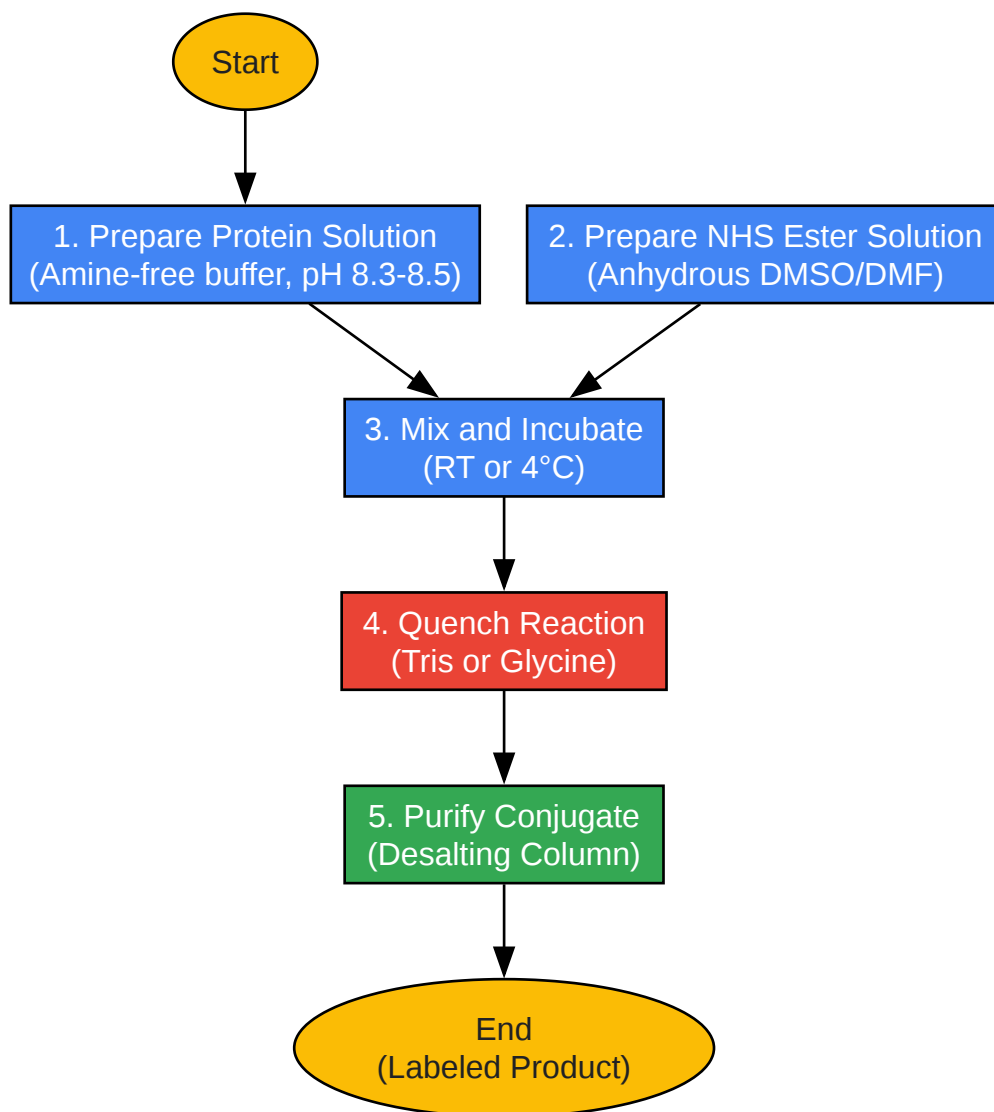 Start
1. Prepare Protein Solution
(Amine-free buffer, pH 8.3-8.5)
2. Prepare NHS Ester Solution
(Anhydrous DMSO/DMF)
3. Mix and Incubate
(RT or 4°C)
4. Quench Reaction
(Tris or Glycine)
5. Purify Conjugate
(Desalting Column)
End
(Labeled Product)